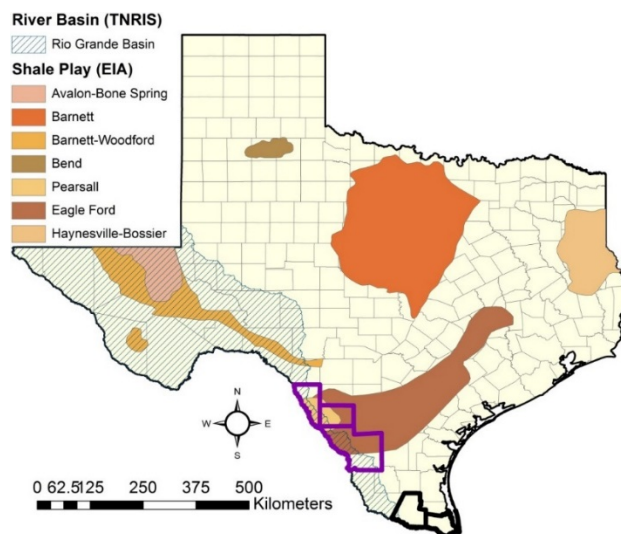 River Basin (TNRIS)
Rio Grande Basin
Shale Play (EIA)
Avalon-Bone Spring
Barnett
Barnett-Woodford
Bend
Pearsall
Eagle Ford
Haynesville-Bossier
N
W E
S
0 62.5125 250 375 500
Kilometers